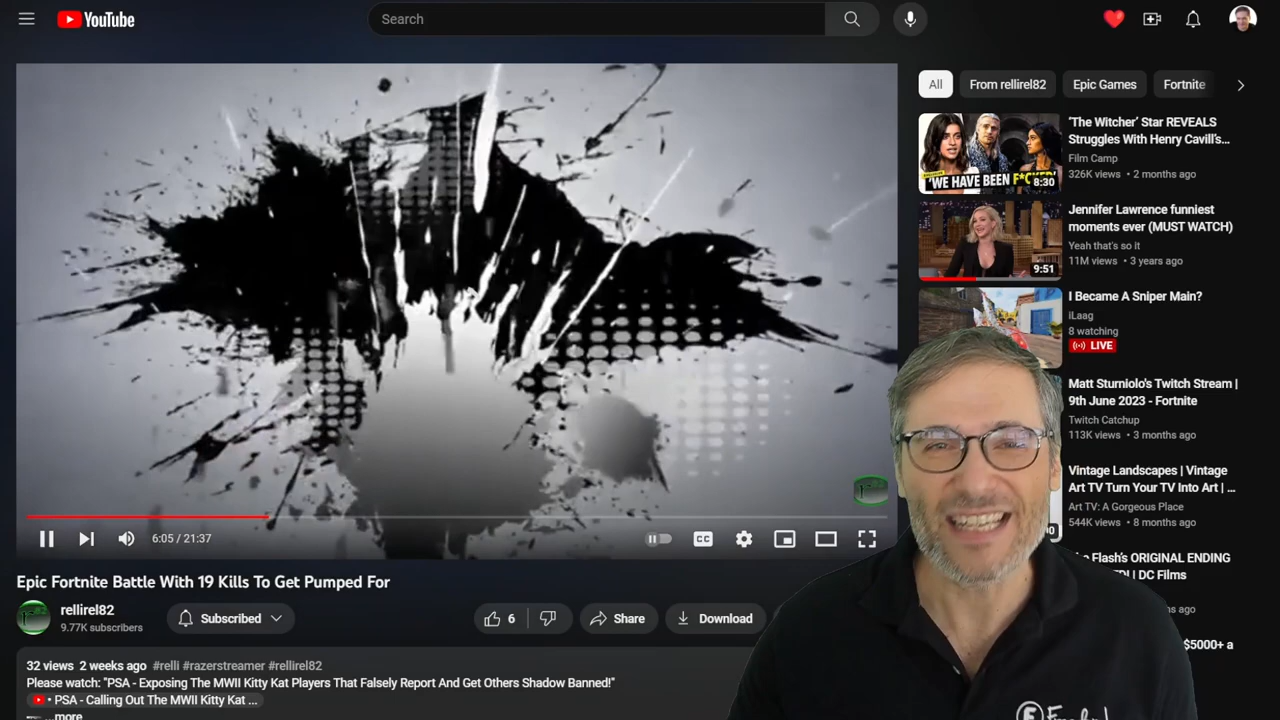 YouTube
Search
All
From rellirel82
Epic Games
Fortnite
'The Witcher' Star REVEALS
Struggles With Henry Cavill's...
Film Camp
326K views • 2 months ago
'WE HAVE BEEN F*CKED'
8:30
Jennifer Lawrence funniest
moments ever (MUST WATCH)
Yeah that's so it
11M views • 3 years ago
9:51
I Became A Sniper Main?
iLaag
8 watching
LIVE
Matt Sturniolo's Twitch Stream |
9th June 2023 - Fortnite
Twitch Catchup
113K views • 3 months ago
Vintage Landscapes | Vintage
Art TV Turn Your TV Into Art | ...
Art TV: A Gorgeous Place
544K views • 8 months ago
Flash's ORIGINAL ENDING
| DC Films
ago
$5000+ a
6:05 / 21:37
CC
Epic Fortnite Battle With 19 Kills To Get Pumped For
rellirel82
9.77K subscribers
Subscribed
6
Share
Download
32 views 2 weeks ago #relli #razerstreamer #rellirel82
Please watch: "PSA - Exposing The MWII Kitty Kat Players That Falsely Report And Get Others Shadow Banned!"
• PSA - Calling Out The MWII Kitty Kat ...
...more